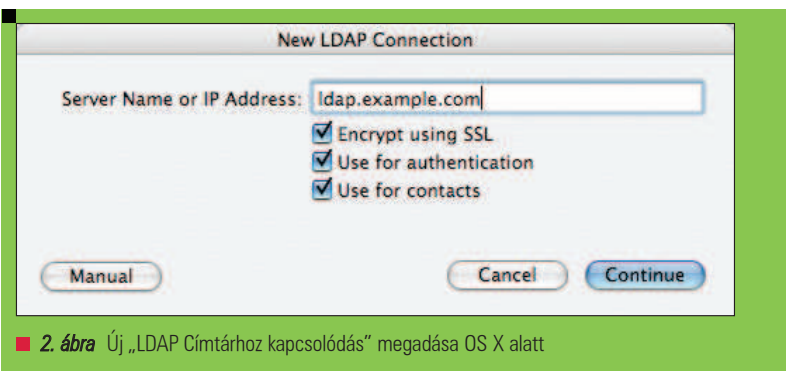 New LDAP Connection
Server Name or IP Address: ldap.example.com
Encrypt using SSL
Use for authentication
Use for contacts
Manual Cancel Continue
2. ábra Új „LDAP Címtárhoz kapcsolódás” megadása OS X alatt